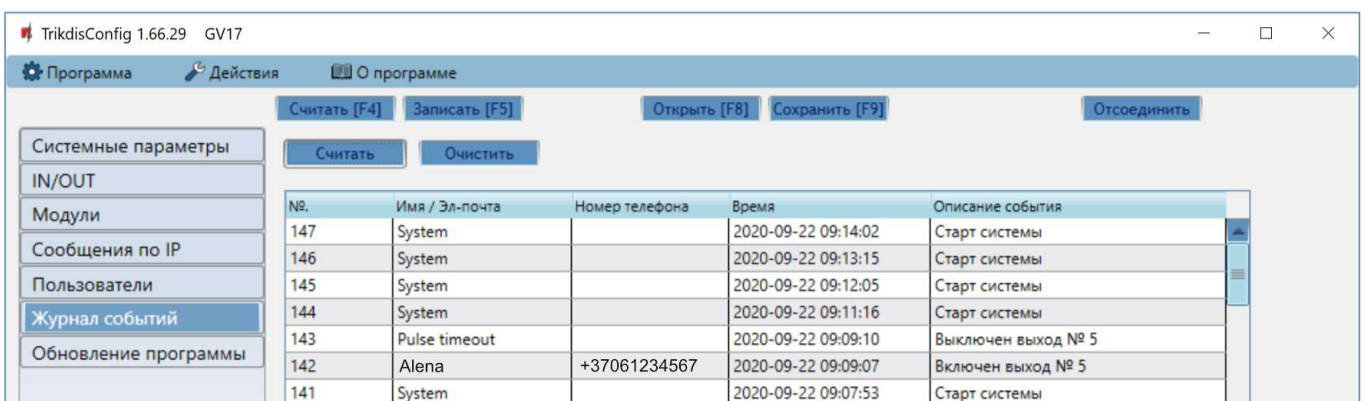 TrikdisConfig 1.66.29 GV17
Программа Действия О программе
Считать [F4] Записать [F5] Открыть [F8] Сохранить [F9] Отсоединить
Системные параметры
IN/OUT
Модули
Сообщения по IP
Пользователи
Журнал событий
Обновление программы
Считать Очистить
№. Имя / Эл-почта Номер телефона Время Описание события
147 System 2020-09-22 09:14:02 Старт системы
146 System 2020-09-22 09:13:15 Старт системы
145 System 2020-09-22 09:12:05 Старт системы
144 System 2020-09-22 09:11:16 Старт системы
143 Pulse timeout 2020-09-22 09:09:10 Выключен выход № 5
142 Alena +37061234567 2020-09-22 09:09:07 Включен выход № 5
141 System 2020-09-22 09:07:53 Старт системы